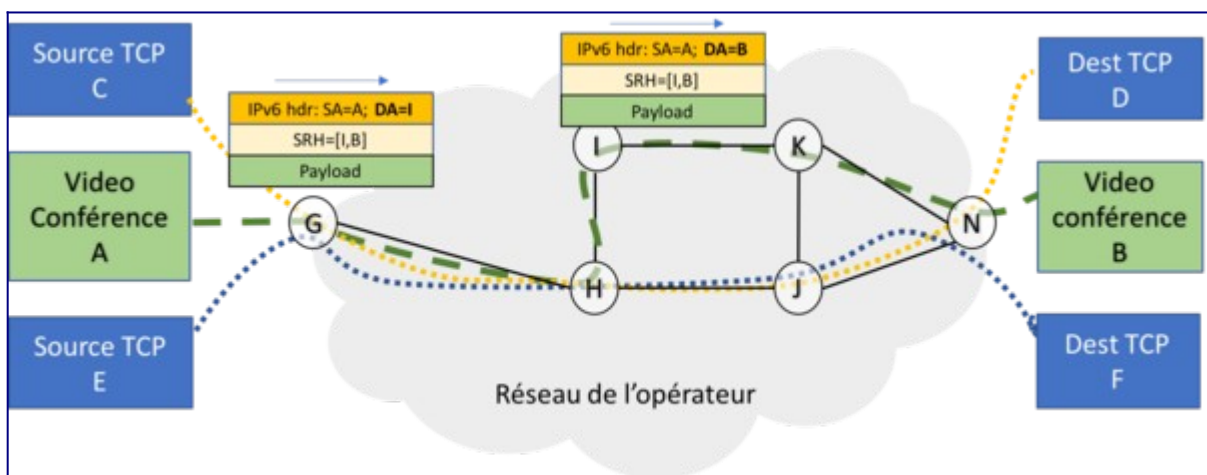 Source TCP
C
IPv6 hdr: SA=A; DA=I
SRH=[I,B]
Payload
IPv6 hdr: SA=A; DA=B
SRH=[I,B]
Payload
Dest TCP
D
Video
Conférence
A
G
I
K
N
Video
conférence
B
H
J
Source TCP
E
Dest TCP
F
Réseau de l'opérateur